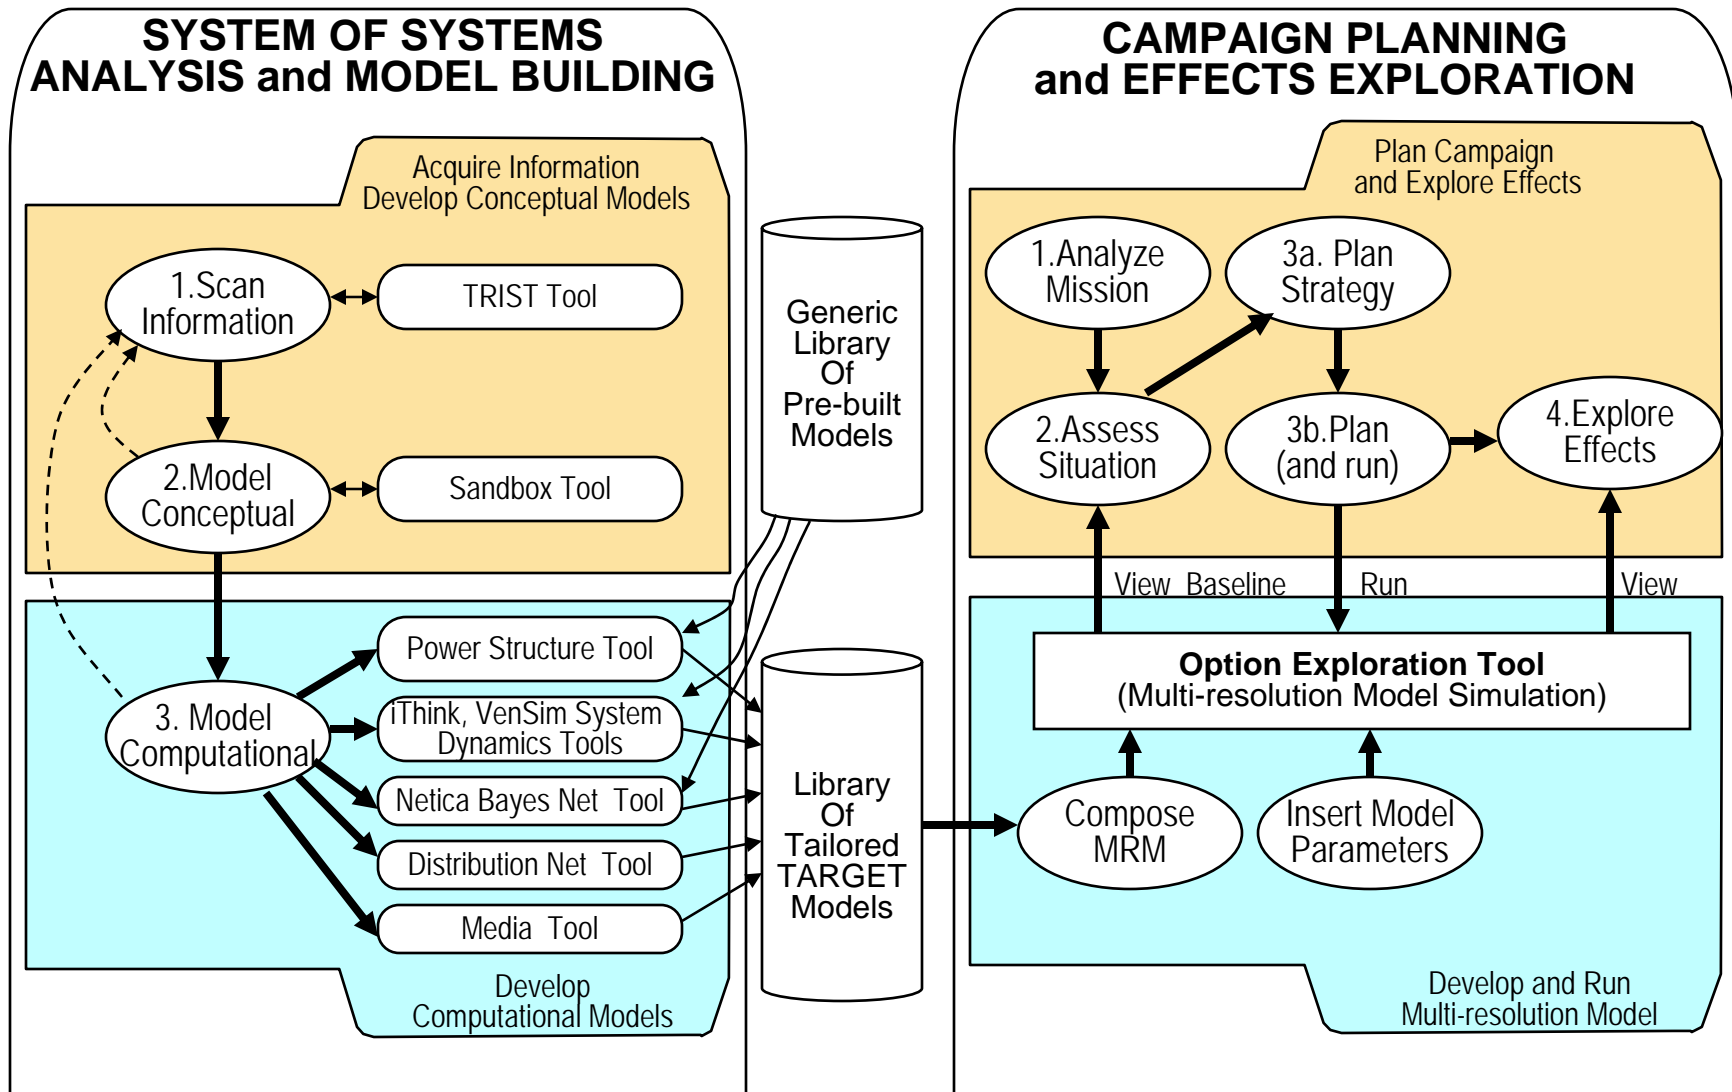 SYSTEM OF SYSTEMS
ANALYSIS and MODEL BUILDING
Acquire Information
Develop Conceptual Models
1.Scan
Information
TRIST Tool
2.Model
Conceptual
Sandbox Tool
3. Model
Computational
Power Structure Tool
iThink, VenSim System
Dynamics Tools
Netica Bayes Net Tool
Distribution Net Tool
Media Tool
Develop
Computational Models
Generic
Library
Of
Pre-built
Models
Library
Of
Tailored
TARGET
Models
CAMPAIGN PLANNING
and EFFECTS EXPLORATION
Plan Campaign
and Explore Effects
1.Analyze
Mission
3a. Plan
Strategy
2.Assess
Situation
3b.Plan
(and run)
4.Explore
Effects
View Baseline
Run
View
Option Exploration Tool
(Multi-resolution Model Simulation)
Compose
MRM
Insert Model
Parameters
Develop and Run
Multi-resolution Model